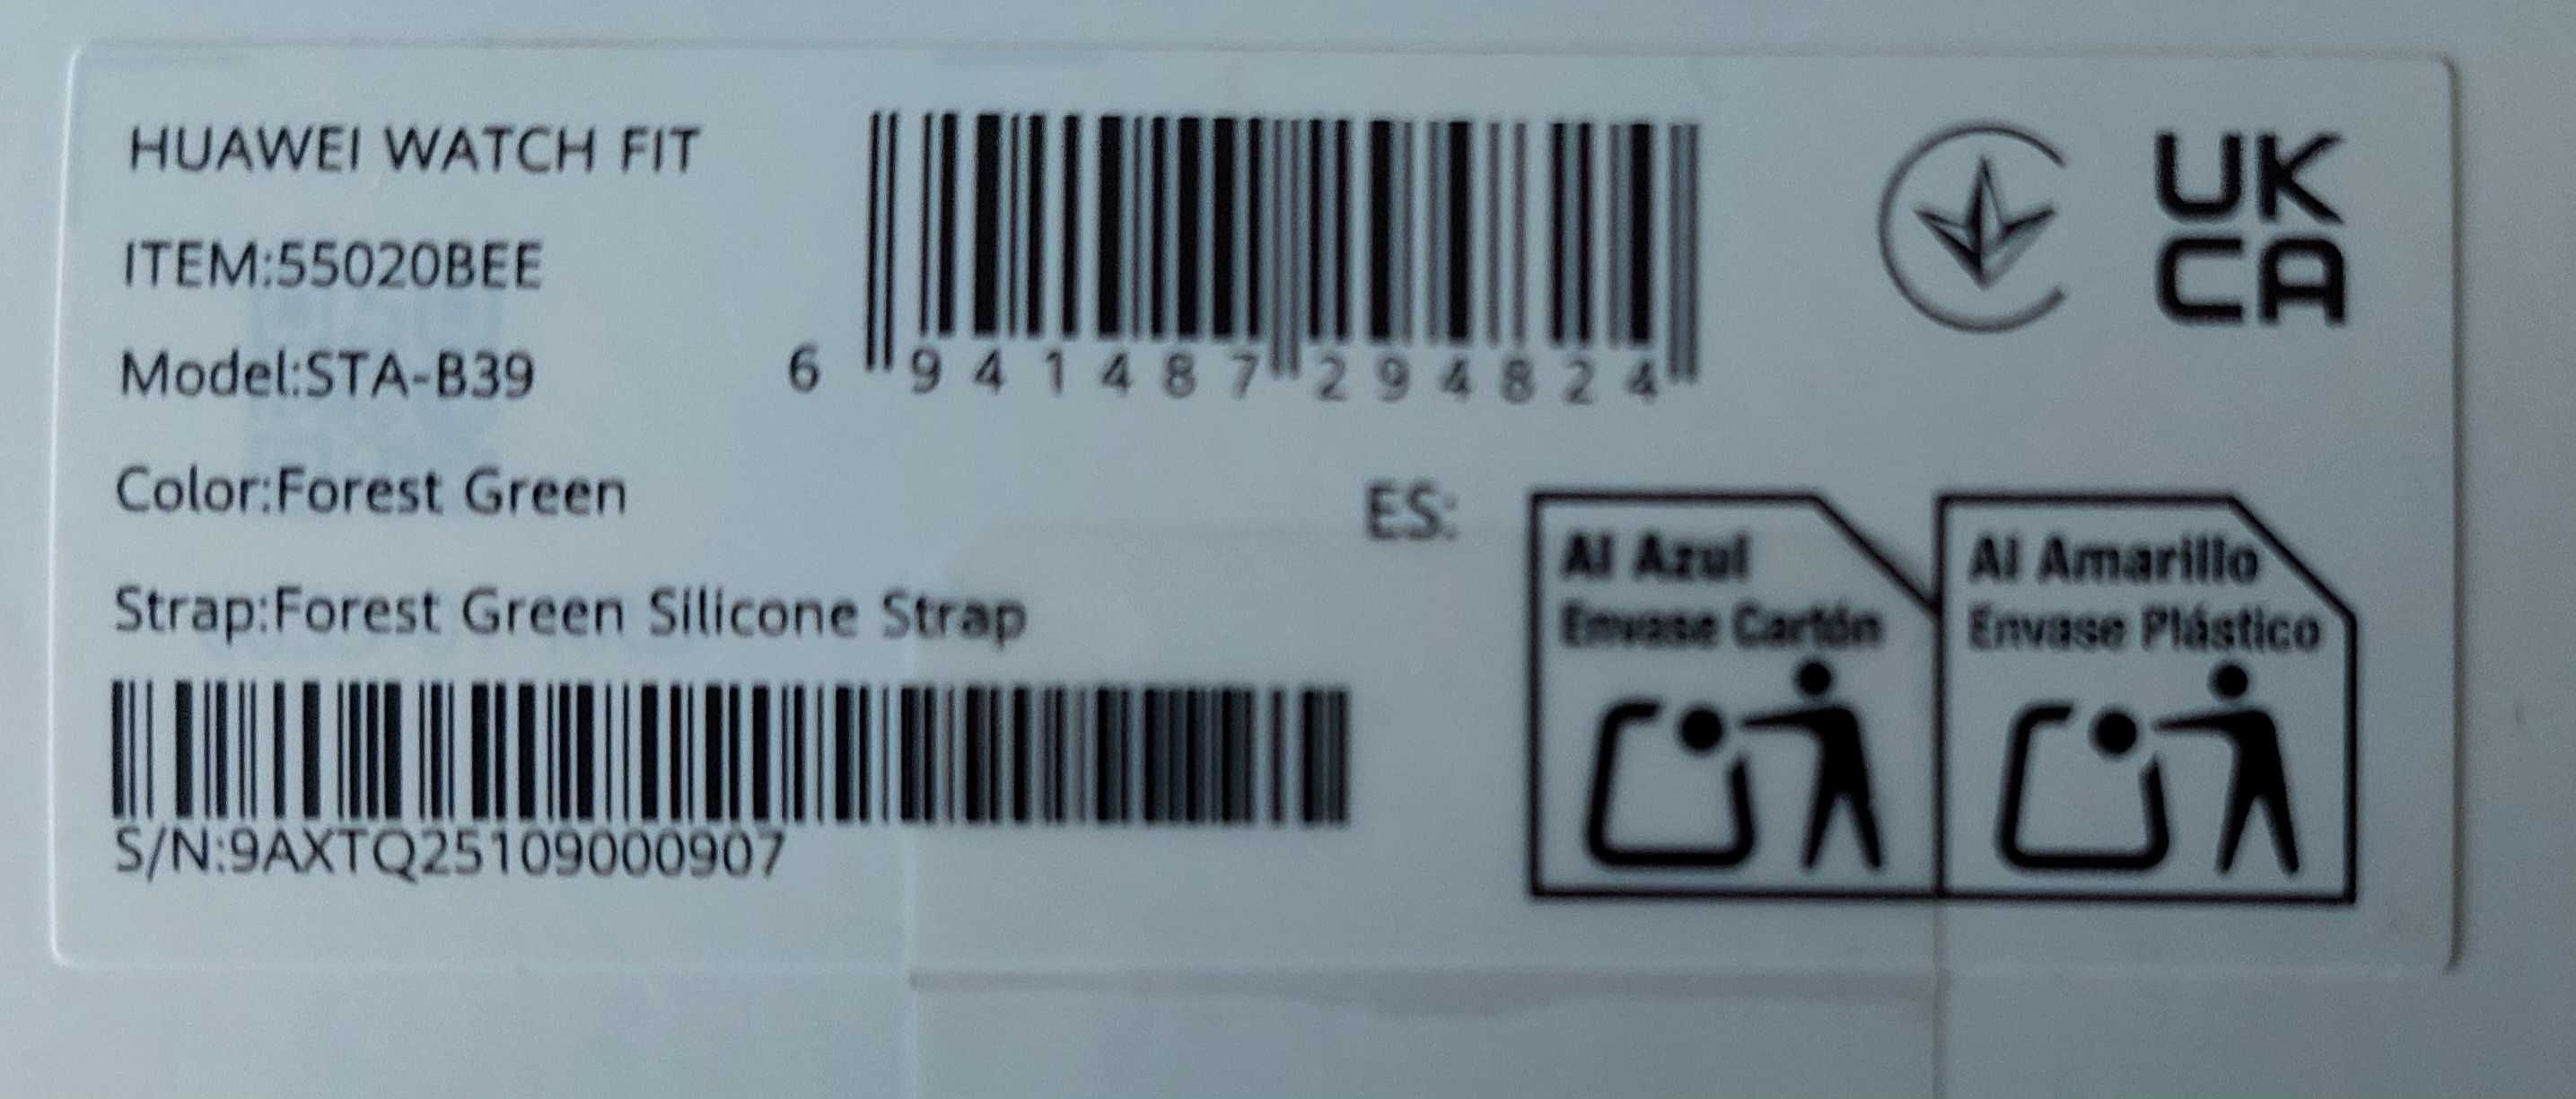 HUAWEI WATCH FIT
ITEM:55020BEE
Model:STA-B39
Color:Forest Green
Strap:Forest Green Silicone Strap
S/N:9AXTQ25109000907
6 941487 294824
UK
CA
ES:
Al Azul
Envase Cartón
Al Amarillo
Envase Plástico